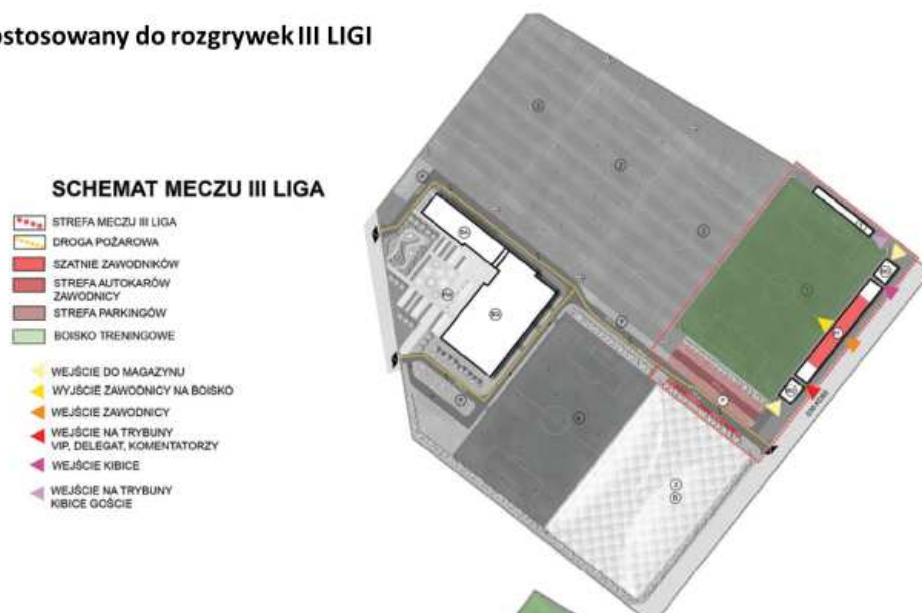 ostosowany do rozgrywek III LIGI
SCHEMAT MECZU III LIGA
STREFA MECZU III LIGA
DROGA POŻAROWA
SZATNIE ZAWODNIKÓW
STREFA AUTOKARÓW
ZAWODNICY
STREFA PARKINGÓW
BOISKO TRENINGOWE
WEJŚCIE DO MAGAZYNU
WYJŚCIE ZAWODNICY NA BOISKO
WEJŚCIE ZAWODNICY
WEJŚCIE NA TRYBUNY
VIP, DELEGAT, KOMENTATORZY
WEJŚCIE KIBICE
WEJŚCIE NA TRYBUNY
KIBICE GOŚCIE